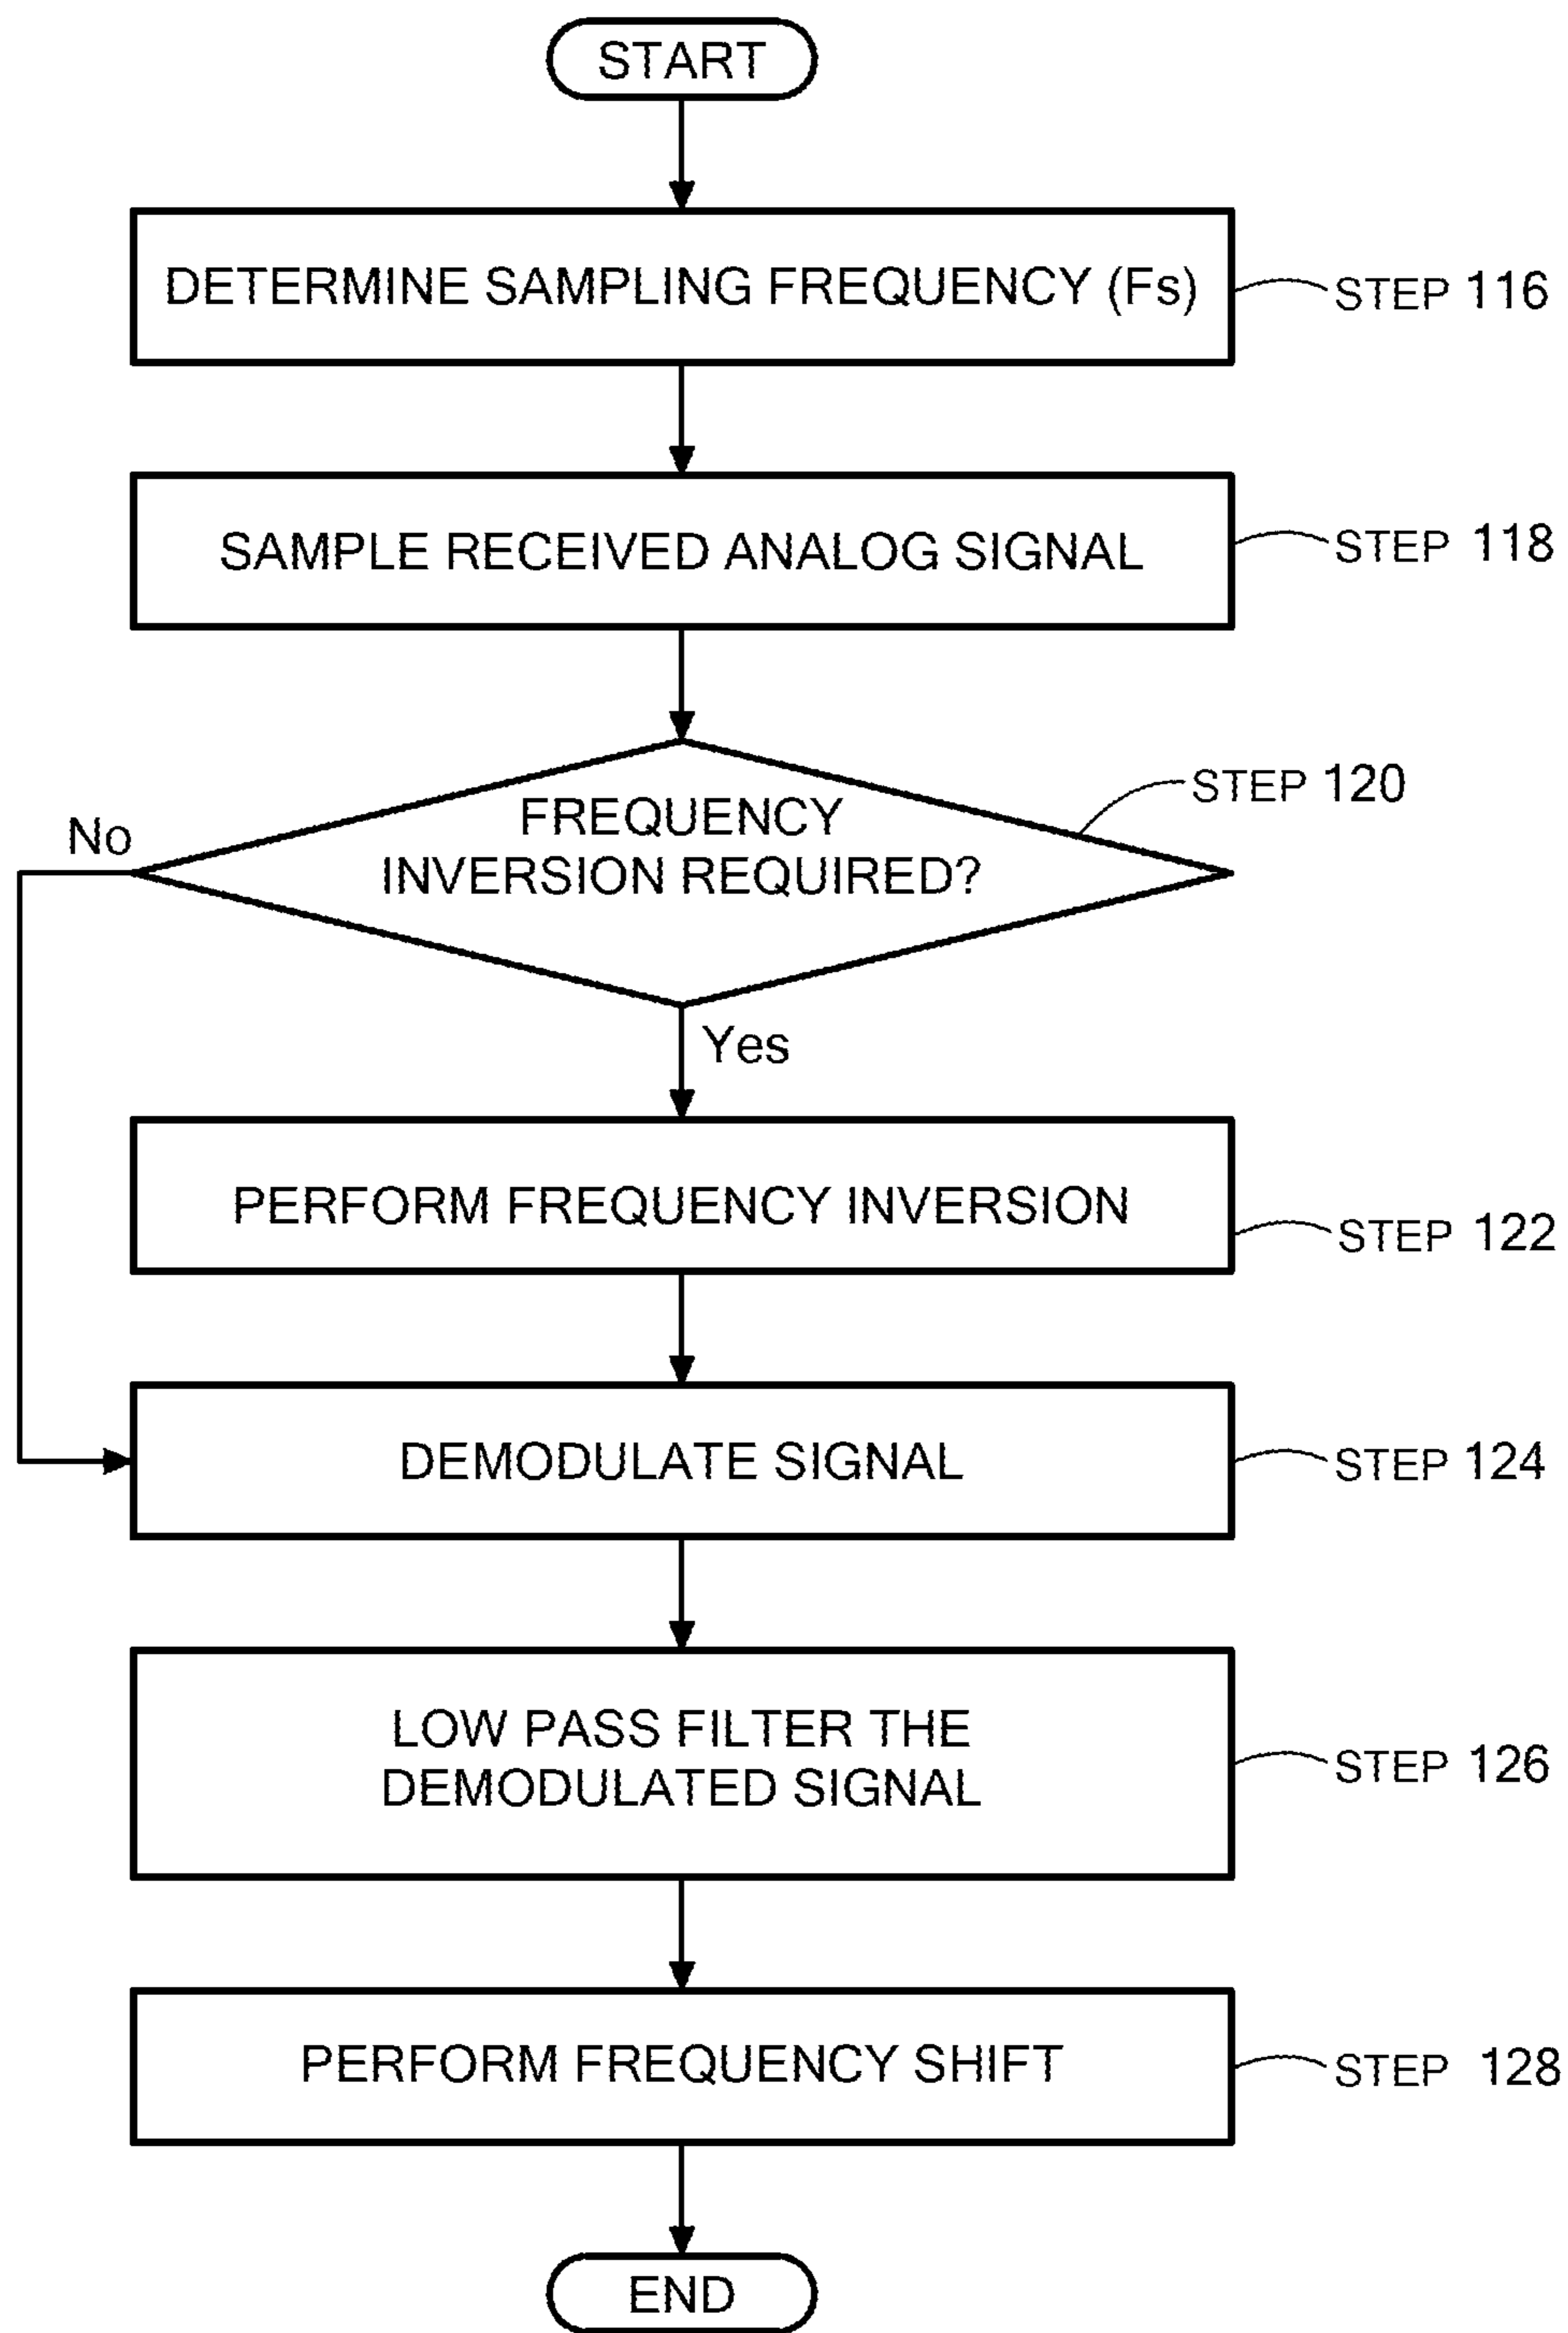 START
DETERMINE SAMPLING FREQUENCY (Fs)
STEP 116
SAMPLE RECEIVED ANALOG SIGNAL
STEP 118
FREQUENCY
INVERSION REQUIRED?
STEP 120
No
Yes
PERFORM FREQUENCY INVERSION
STEP 122
DEMODULATE SIGNAL
STEP 124
LOW PASS FILTER THE
DEMODULATED SIGNAL
STEP 126
PERFORM FREQUENCY SHIFT
STEP 128
END